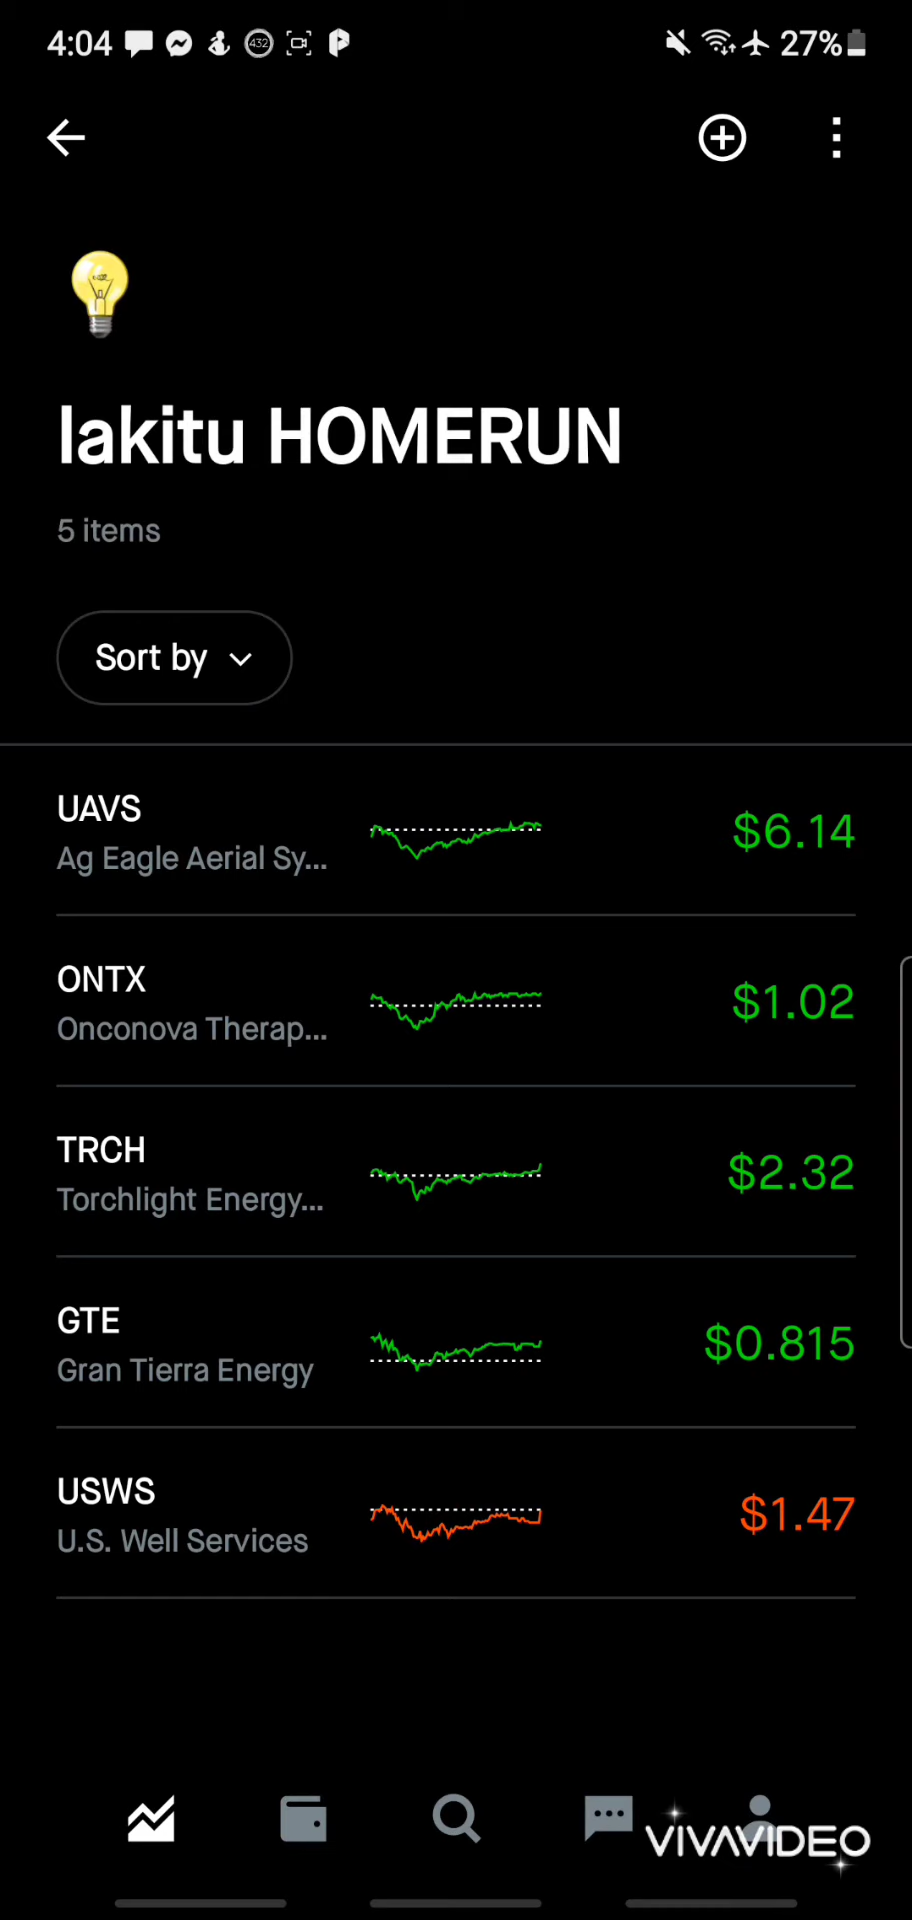 4:04
432
27%
lakitu HOMERUN
5 items
Sort by
UAVS
Ag Eagle Aerial Sy...
$6.14
ONTX
Onconova Therap...
$1.02
TRCH
Torchlight Energy...
$2.32
GTE
Gran Tierra Energy
$0.815
USWS
U.S. Well Services
$1.47
VIVAVIDEO